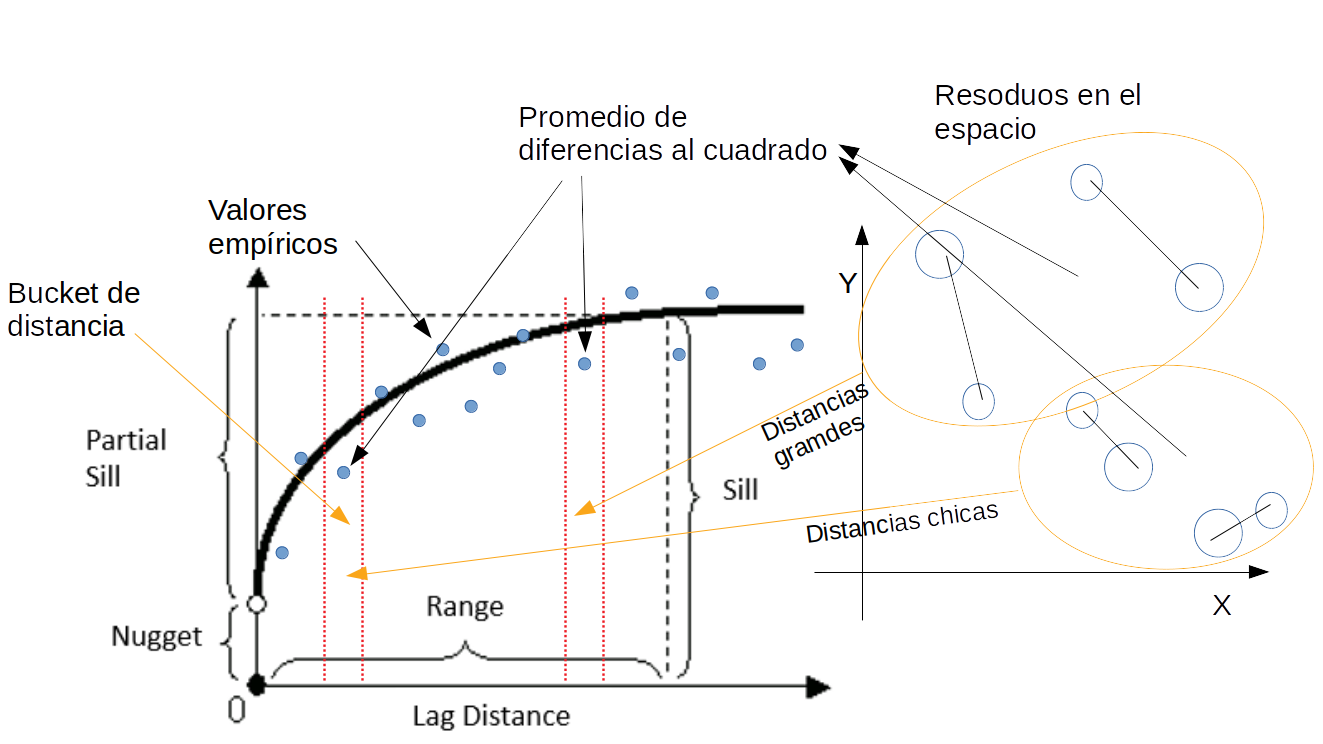 Resoduos en el
espacio
Promedio de
diferencias al cuadrado
Valores
empíricos
Bucket de
distancia
Y
Partial
Sill
Distancias
gramdes
Sill
Distancias chicas
X
Range
Nugget
0
Lag Distance